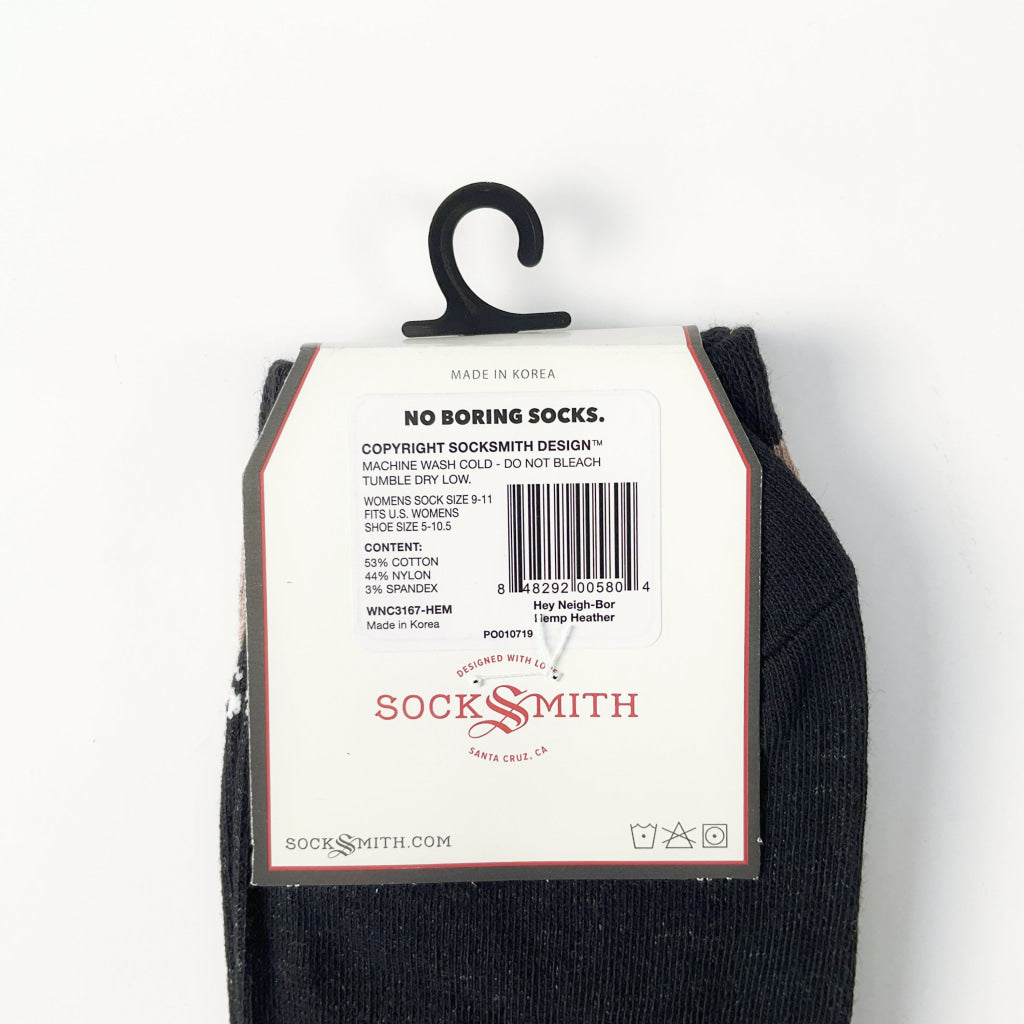 MADE IN KOREA
NO BORING SOCKS.
COPYRIGHT SOCKSMITH DESIGN™
MACHINE WASH COLD - DO NOT BLEACH
TUMBLE DRY LOW.
WOMENS SOCK SIZE 9-11
FITS U.S. WOMENS
SHOE SIZE 5-10.5
CONTENT:
53% COTTON
44% NYLON
3% SPANDEX
WNC3167-HEM
Made in Korea
8 48292 00580 4
Hey Neigh-Bor
Hemp Heather
PO010719
DESIGNED WITH LOVE
SOCKSMITH
SANTA CRUZ, CA
SOCKSMITH.COM